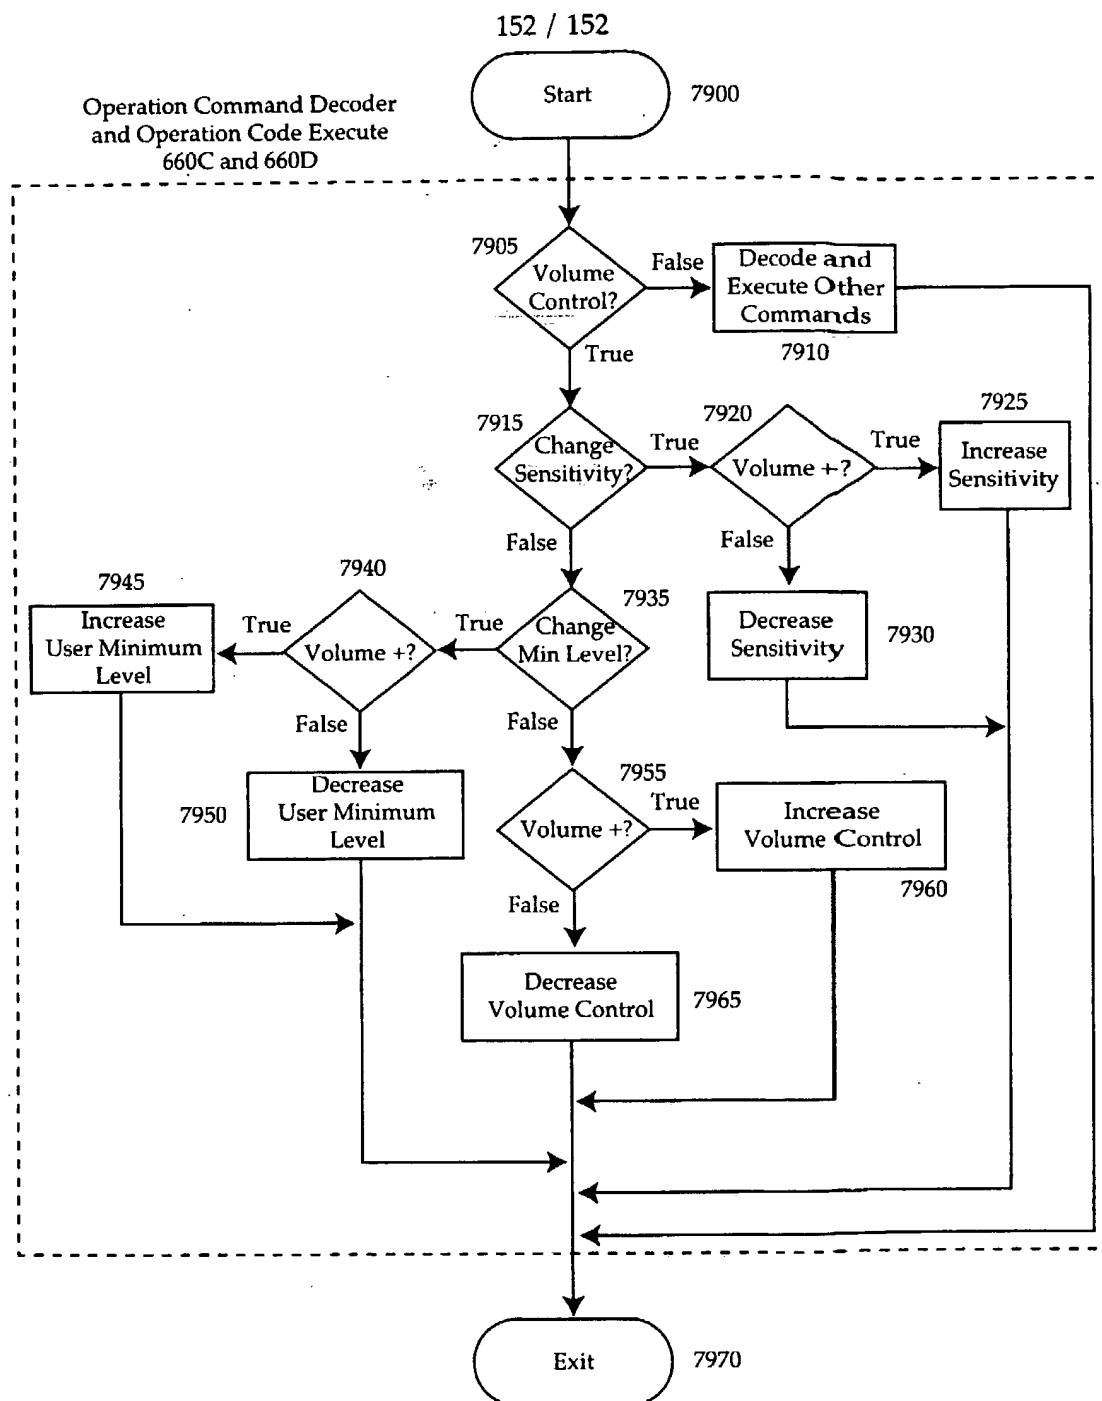 152 / 152
Start
7900
Operation Command Decoder
and Operation Code Execute
660C and 660D
7905
Volume
Control?
False
Decode and
Execute Other
Commands
7910
True
7915
Change
Sensitivity?
True
7920
Volume +?
True
7925
Increase
Sensitivity
False
False
7945
Increase
User Minimum
Level
True
7940
Volume +?
True
7935
Change
Min Level?
Decrease
Sensitivity
7930
False
False
7950
Decrease
User Minimum
Level
7955
Volume +?
True
Increase
Volume Control
7960
False
Decrease
Volume Control
7965
Exit
7970